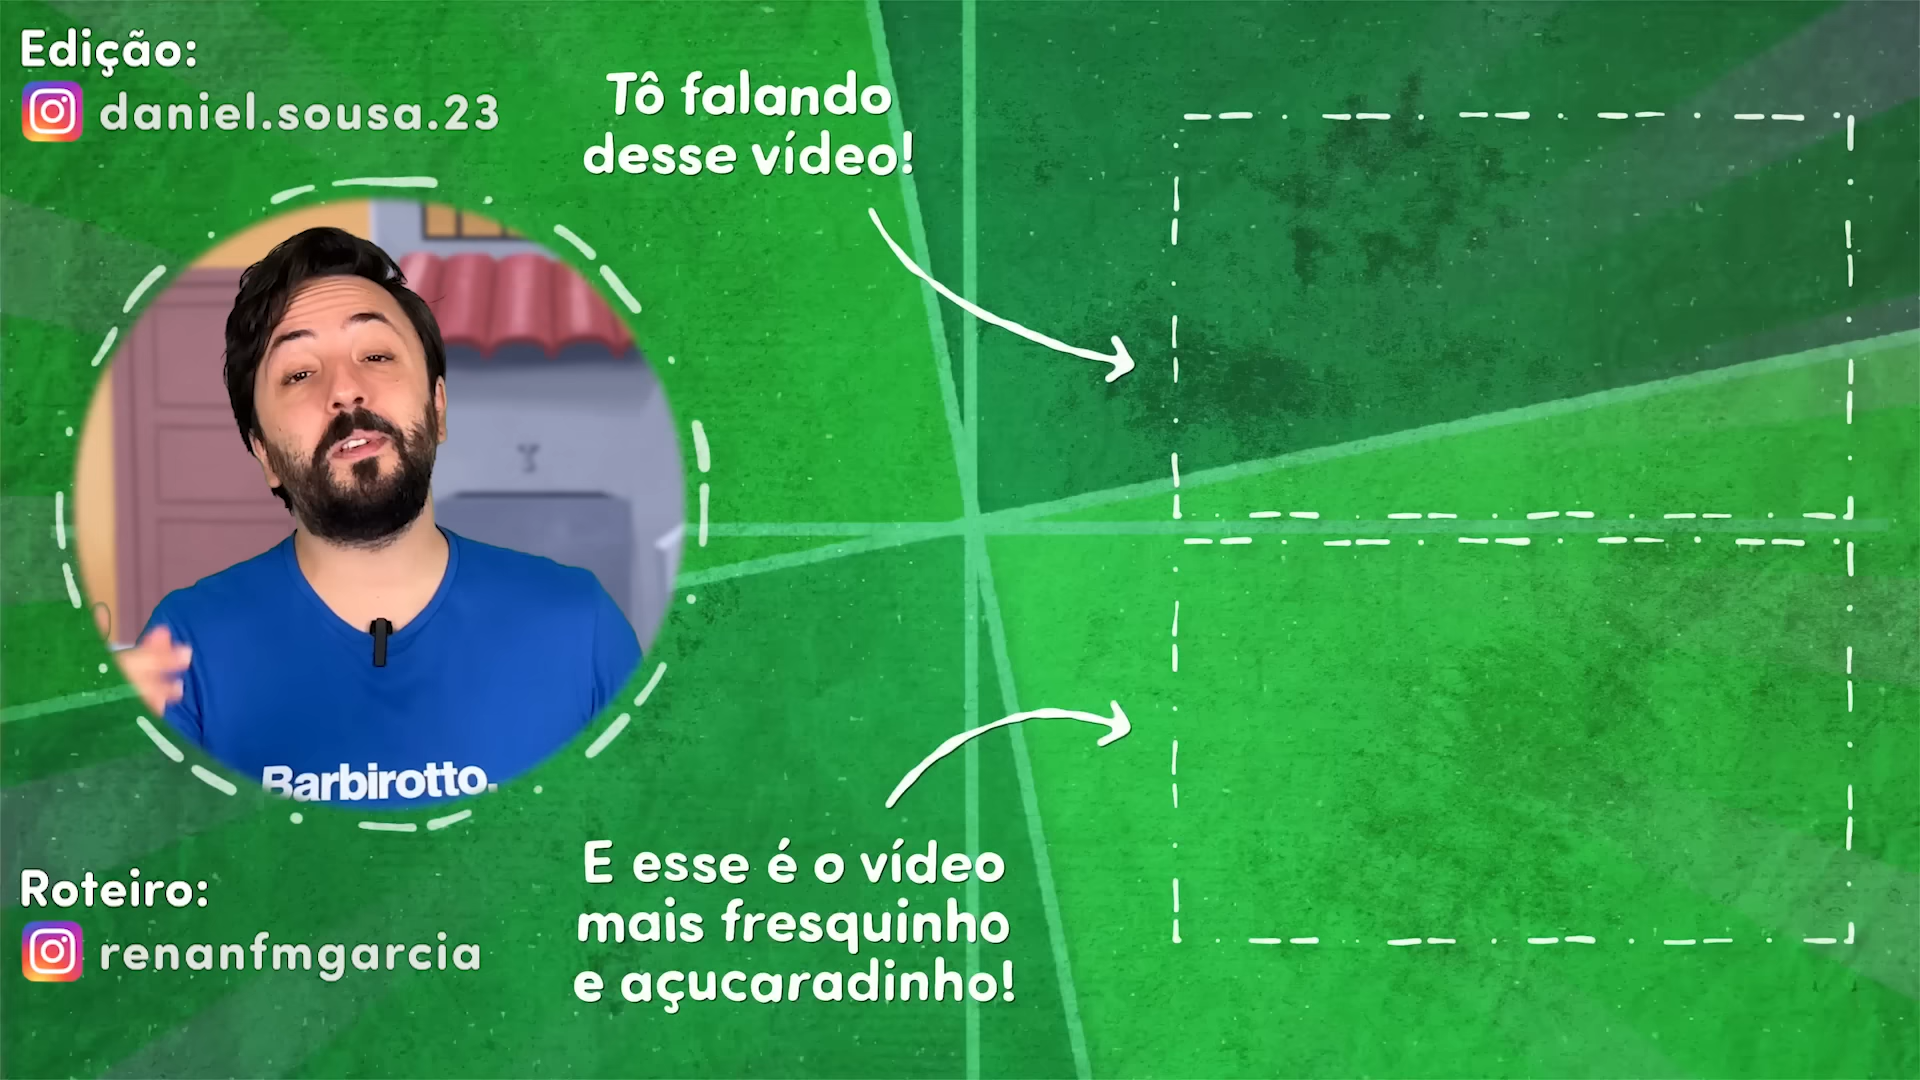 Edição:
daniel.sousa.23
Tô falando
desse vídeo!
Barbirotto.
E esse é o vídeo
mais fresquinho
e açucaradinho!
Roteiro:
renanfmgarcia